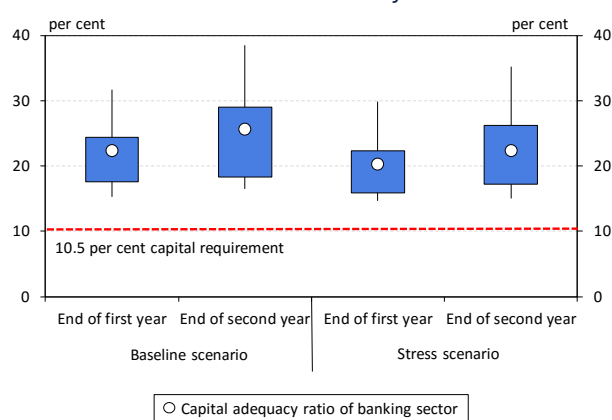 per cent per cent
40 40
30 30
20 20
10 10
10.5 per cent capital requirement
0 0
End of first year End of second year End of first year End of second year
Baseline scenario Stress scenario
Capital adequacy ratio of banking sector